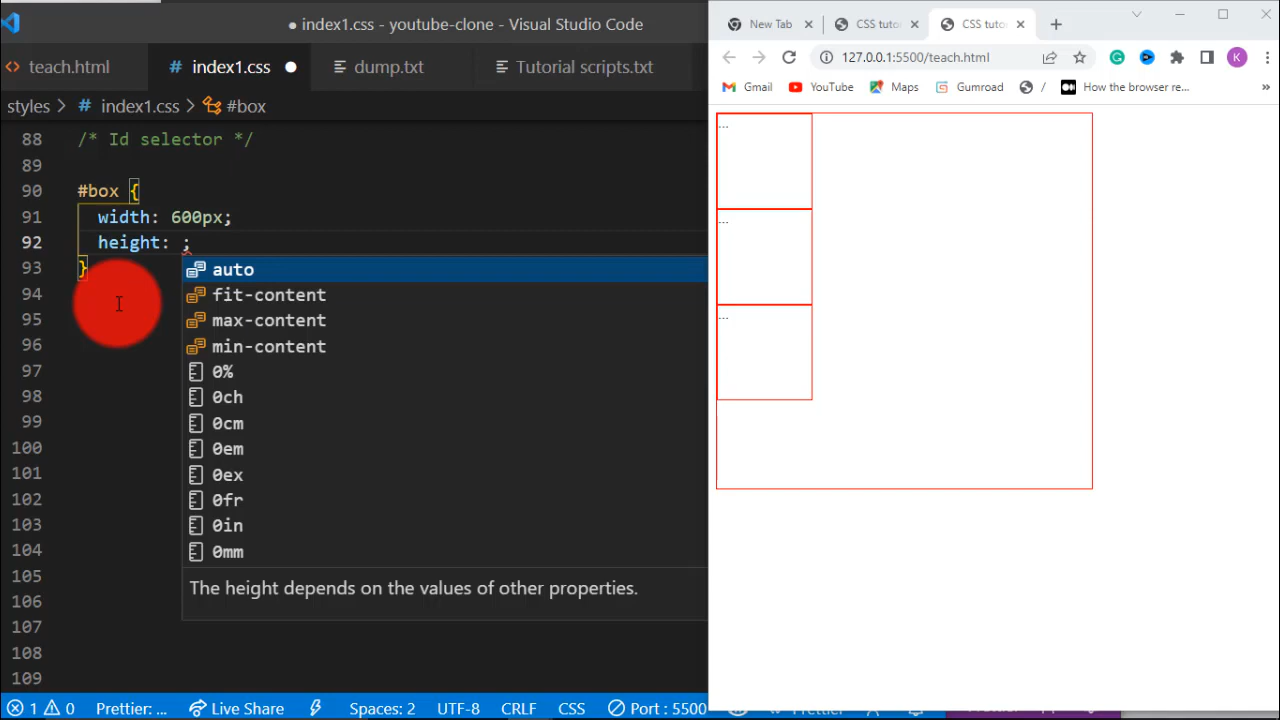 ● index1.css - youtube-clone - Visual Studio Code
<> teach.html
# index1.css ●
dump.txt
Tutorial scripts.txt
styles > # index1.css > #box
88 /* Id selector */
89
90 #box {
91 width: 600px;
92 height: ;
93 }
94
95
96
97
98
99
100
101
102
103
104
105
106
107
108
109
auto
fit-content
max-content
min-content
0%
0ch
0cm
0em
0ex
0fr
0in
0mm
The height depends on the values of other properties.
1 0 Prettier: ... Live Share Spaces: 2 UTF-8 CRLF CSS Port : 5500
New Tab
CSS tuto
CSS tuto
127.0.0.1:5500/teach.html
K
Gmail YouTube Maps Gumroad / How the browser re... »
...
...
...